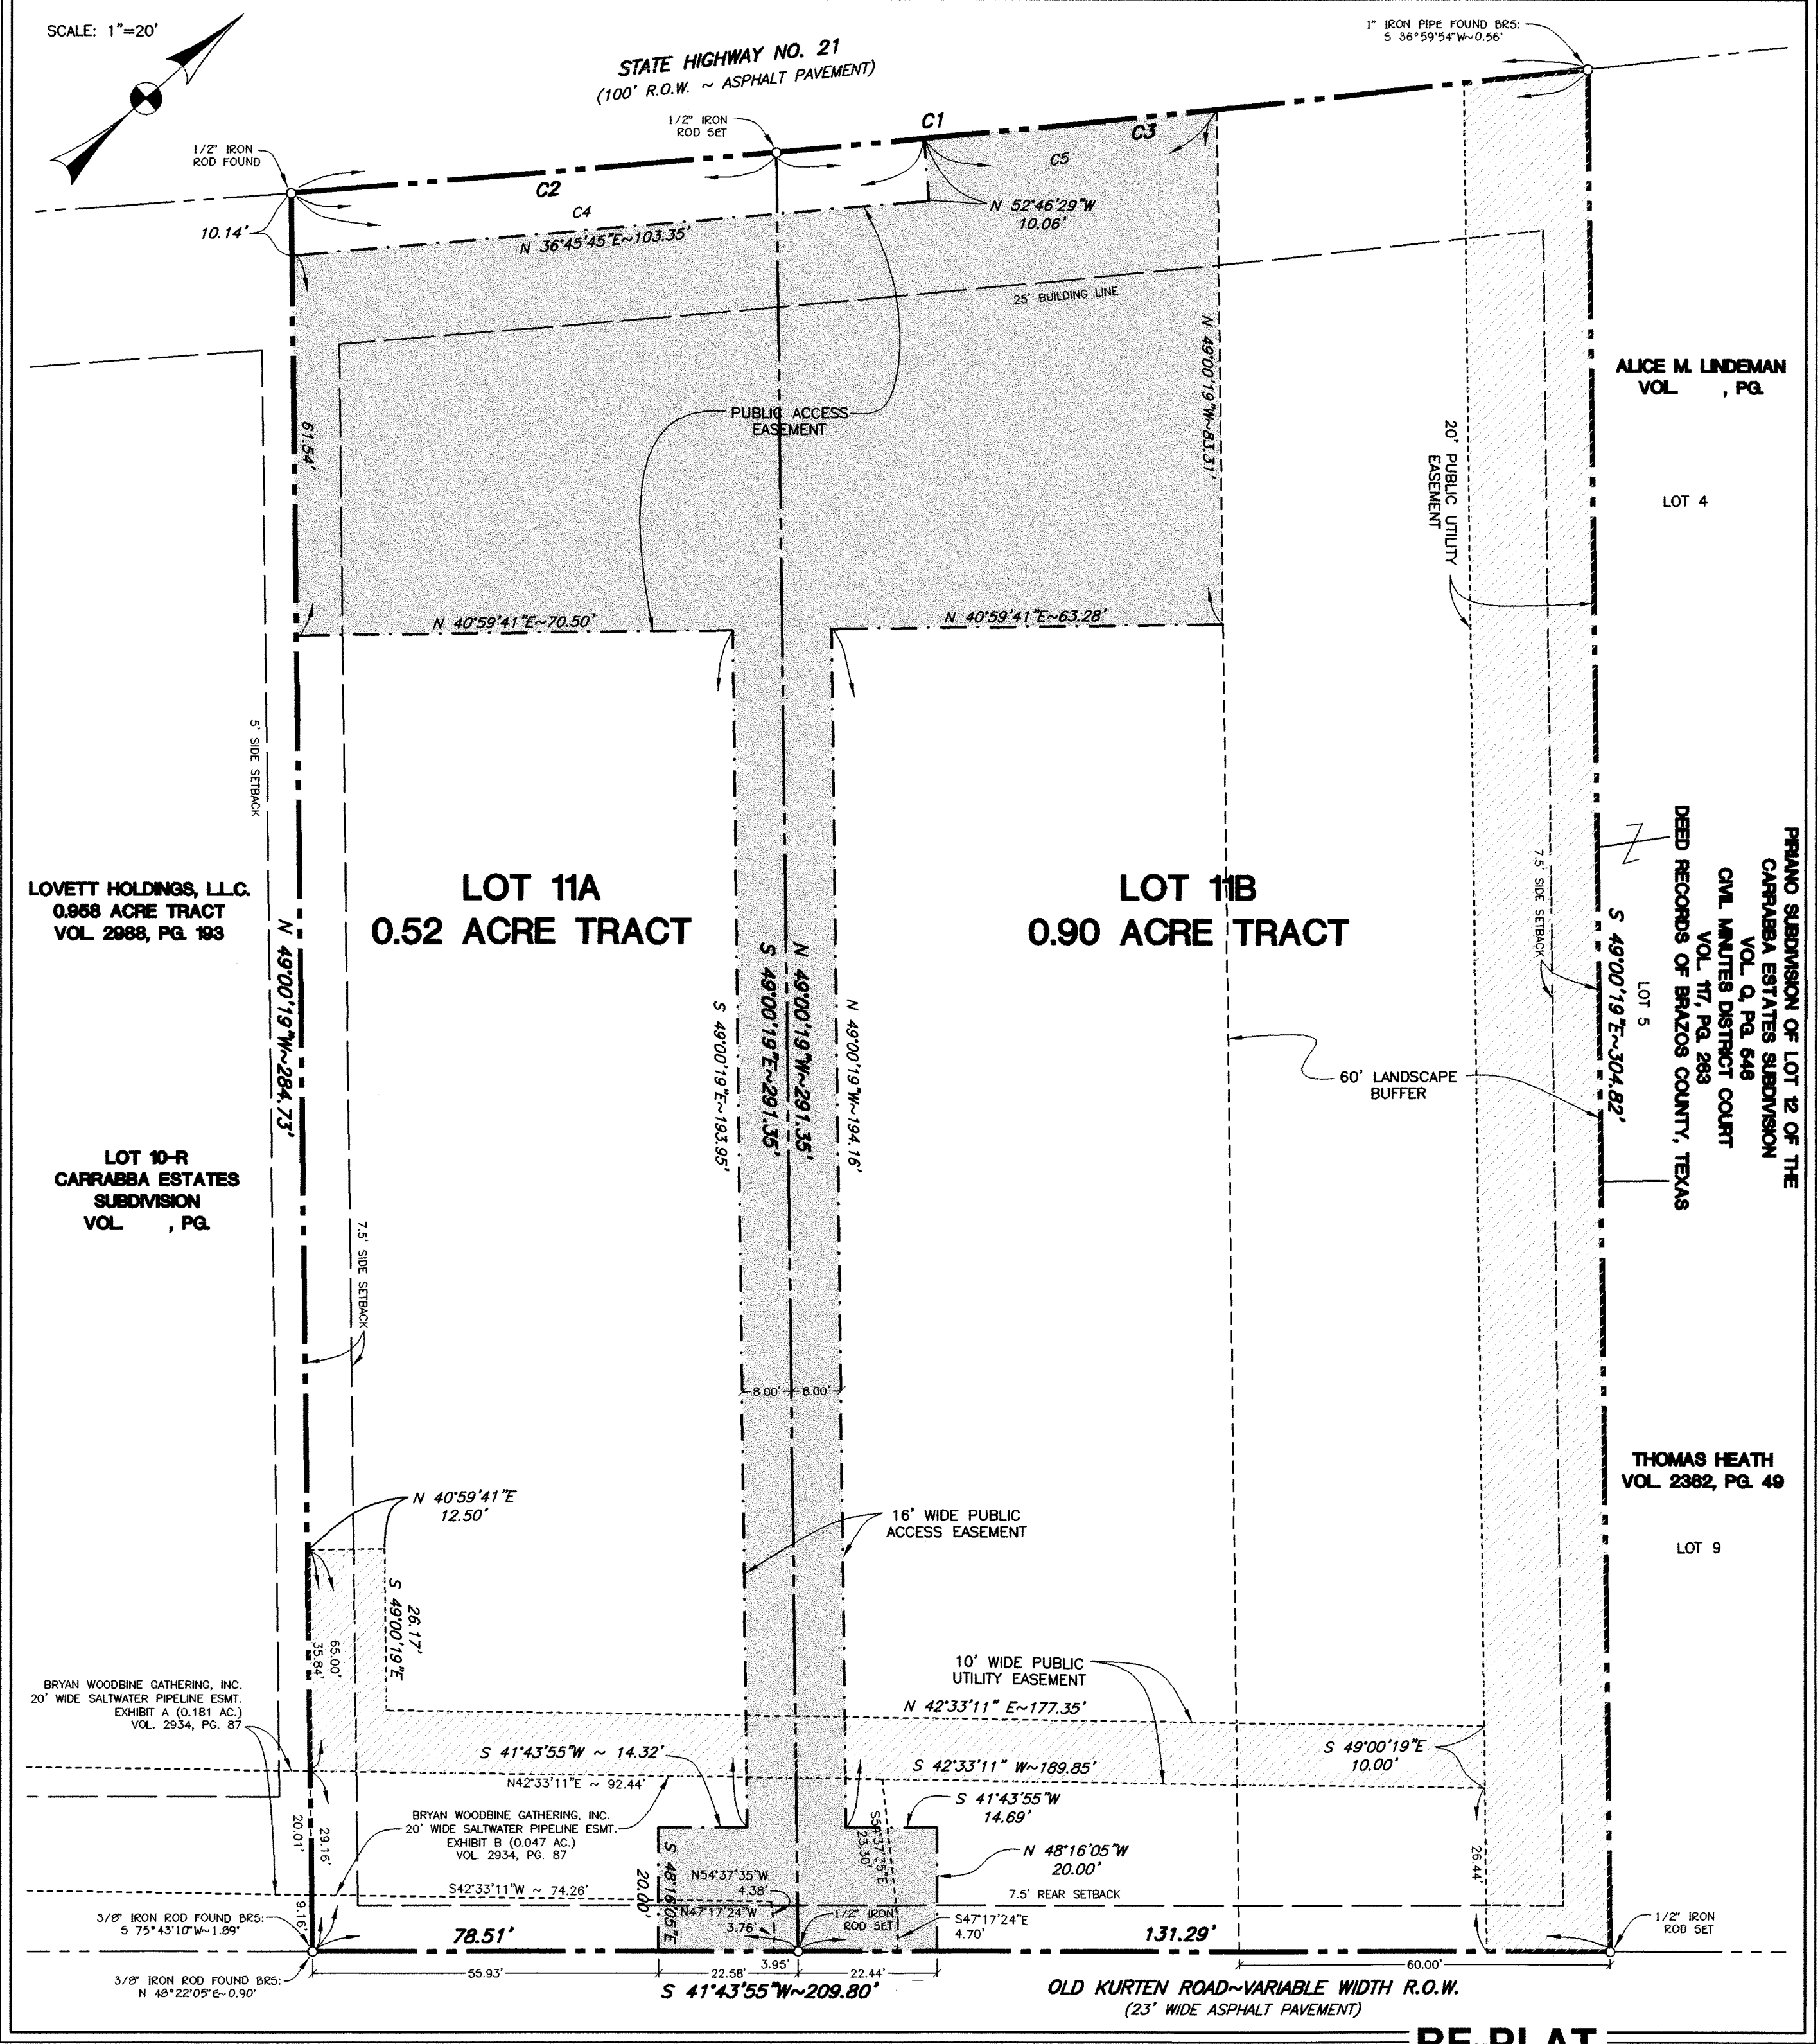 SCALE: 1"=20'
STATE HIGHWAY NO. 21
(100' R.O.W. ~ ASPHALT PAVEMENT)
1" IRON PIPE FOUND BRS:
S 36°59'54"W~0.56'
1/2" IRON
ROD FOUND
1/2" IRON
ROD SET
C1
C3
C5
C2
C4
10.14'
N 36°45'45"E~103.35'
N 52°46'29"W
10.06'
25' BUILDING LINE
N 49°00'19"W~83.31'
61.54'
PUBLIC ACCESS
EASEMENT
20' PUBLIC UTILITY
EASEMENT
ALICE M. LINDEMAN
VOL. , PG.
LOT 4
N 40°59'41"E~70.50'
N 40°59'41"E~63.28'
5' SIDE SETBACK
LOVETT HOLDINGS, L.L.C.
0.958 ACRE TRACT
VOL. 2988, PG. 193
N 49°00'19"W~284.73'
LOT 11A
0.52 ACRE TRACT
S 49°00'19"E~291.35'
N 49°00'19"W~291.35'
S 49°00'19"E~193.95'
N 49°00'19"W~194.16'
LOT 11B
0.90 ACRE TRACT
7.5' SIDE SETBACK
LOT 5
S 49°00'19"E~304.82'
PIRIANO SUBDIVISION OF LOT 12 OF THE
CARRABBA ESTATES SUBDIVISION
VOL. Q, PG. 546
CIVIL MINUTES DISTRICT COURT
VOL. 117, PG. 263
DEED RECORDS OF BRAZOS COUNTY, TEXAS
60' LANDSCAPE
BUFFER
LOT 10-R
CARRABBA ESTATES
SUBDIVISION
VOL. , PG.
7.5' SIDE SETBACK
8.00'
8.00'
THOMAS HEATH
VOL. 2362, PG. 49
LOT 9
N 40°59'41"E
12.50'
16' WIDE PUBLIC
ACCESS EASEMENT
26.17'
S 49°00'19"E
65.00'
35.84'
BRYAN WOODBINE GATHERING, INC.
20' WIDE SALTWATER PIPELINE ESMT.
EXHIBIT A (0.181 AC.)
VOL. 2934, PG. 87
10' WIDE PUBLIC
UTILITY EASEMENT
N 42°33'11" E~177.35'
S 41°43'55"W ~ 14.32'
S 42°33'11" W~189.85'
S 49°00'19"E
10.00'
N42°33'11"E ~ 92.44'
BRYAN WOODBINE GATHERING, INC.
20' WIDE SALTWATER PIPELINE ESMT.
EXHIBIT B (0.047 AC.)
VOL. 2934, PG. 87
S 41°43'55"W
14.69'
S54°37'35"E
23.30'
20.01'
29.16'
9.16'
26.44'
S 48°16'05"E
20.00'
N 48°16'05"W
20.00'
N54°37'35"W
4.38'
S42°33'11"W ~ 74.26'
7.5' REAR SETBACK
N47°17'24"W
3.76'
1/2" IRON
ROD SET
S47°17'24"E
4.70'
3/8" IRON ROD FOUND BRS:
S 75°43'10"W~1.89'
78.51'
131.29'
1/2" IRON
ROD SET
3/8" IRON ROD FOUND BRS:
N 48°22'05"E~0.90'
55.93'
22.58'
3.95'
22.44'
60.00'
S 41°43'55"W~209.80'
OLD KURTEN ROAD~VARIABLE WIDTH R.O.W.
(23' WIDE ASPHALT PAVEMENT)
RE-PLAT